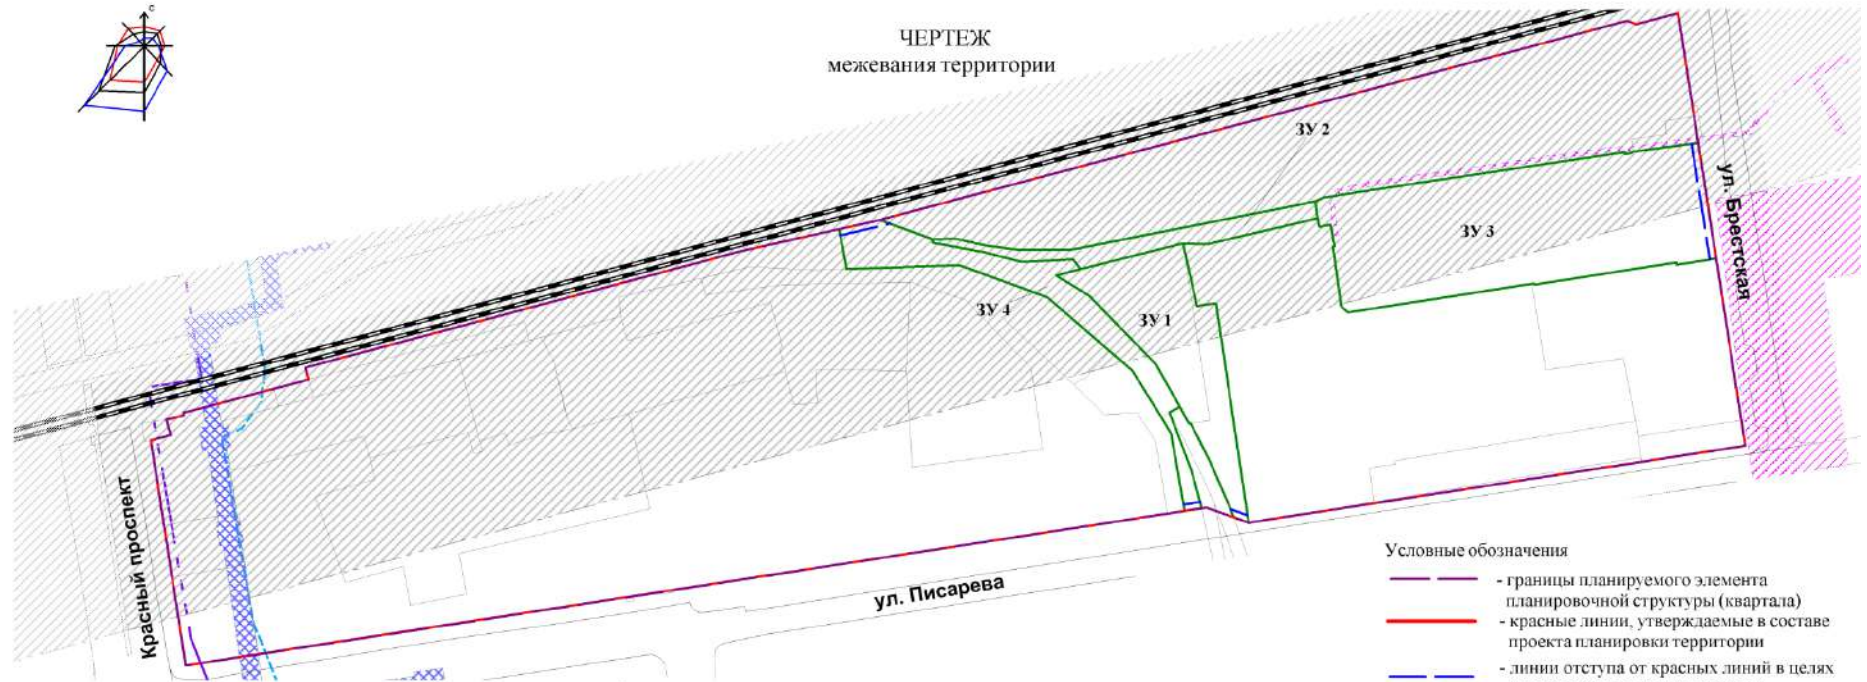 С
ЧЕРТЕЖ
межевания территории
ЗУ 2
ул. Брестская
ЗУ 3
ЗУ 4
ЗУ 1
Красный проспект
ул. Писарева
Условные обозначения
- границы планируемого элемента
планировочной структуры (квартала)
- красные линии, утверждаемые в составе
проекта планировки территории
- линии отступа от красных линий в целях